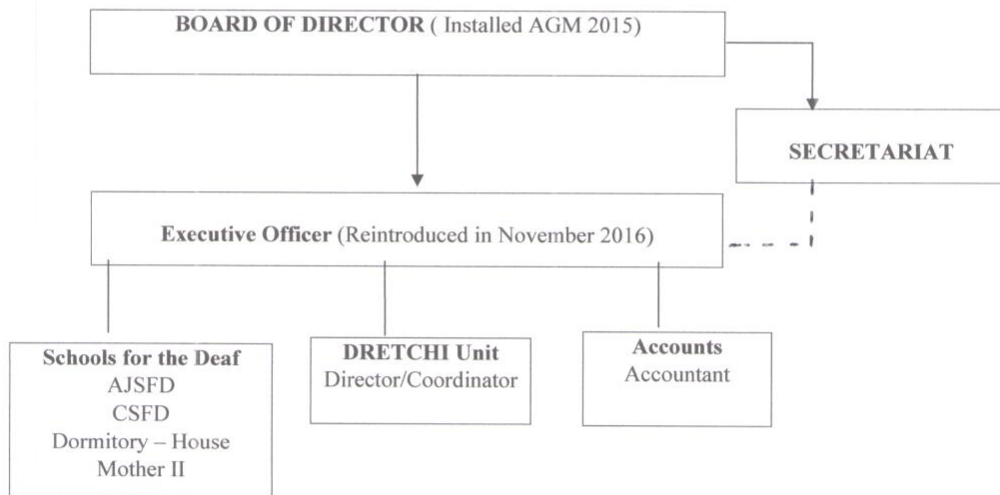 BOARD OF DIRECTOR ( Installed AGM 2015)
SECRETARIAT
Executive Officer (Reintroduced in November 2016)
Schools for the Deaf
AJSFD
CSFD
Dormitory – House
Mother II
DRETCHI Unit
Director/Coordinator
Accounts
Accountant